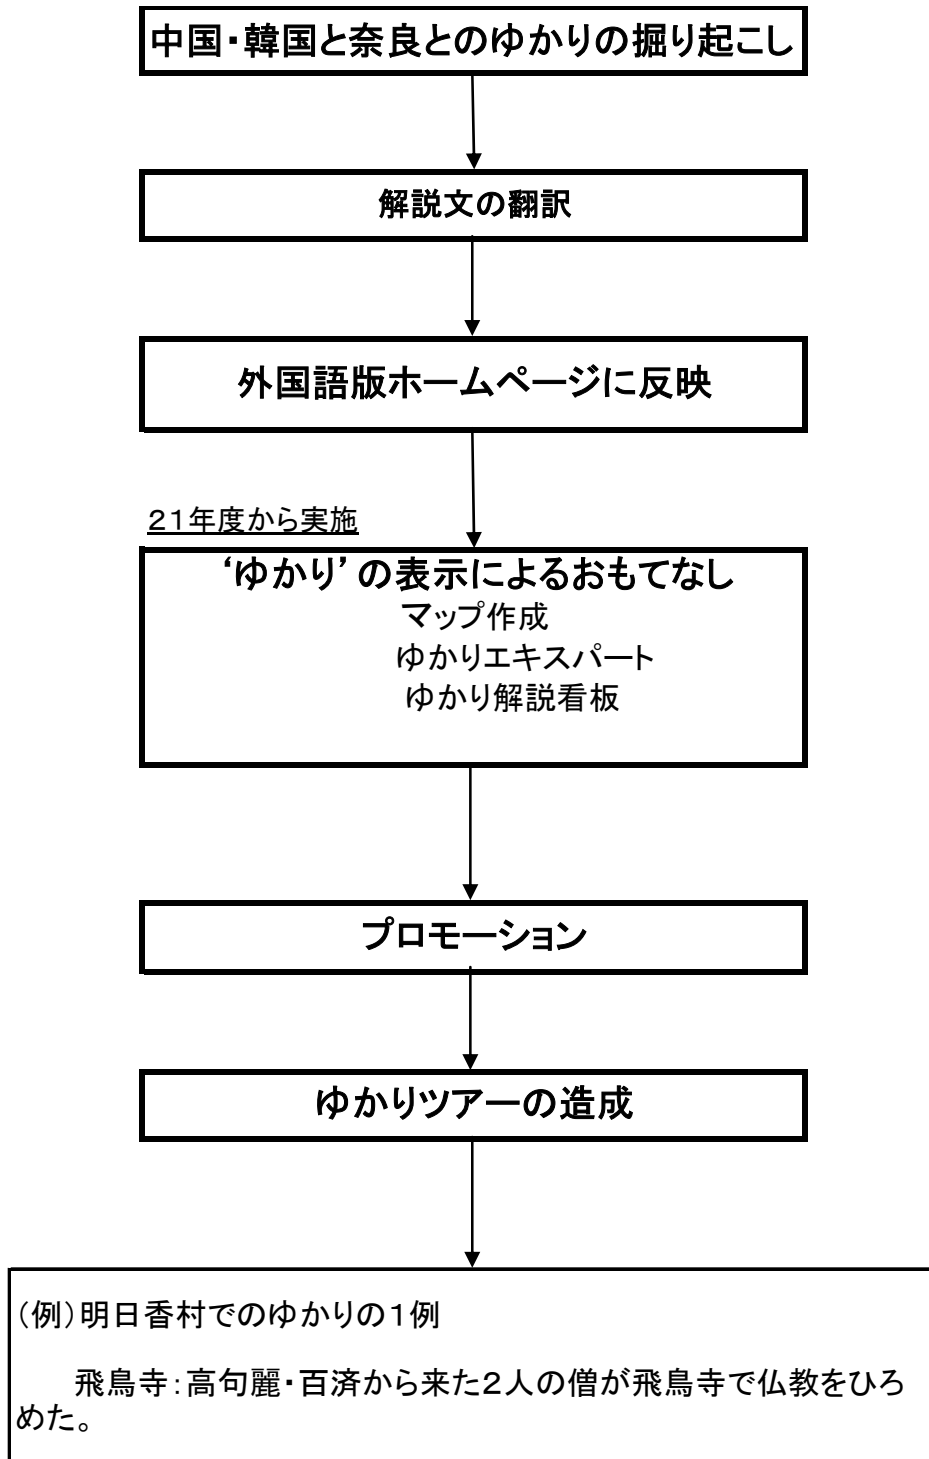 中国・韓国と奈良とのゆかりの掘り起こし
解説文の翻訳
外国語版ホームページに反映
２１年度から実施
‘ゆかり’の表示によるおもてなし
マップ作成
ゆかりエキスパート
ゆかり解説看板
プロモーション
ゆかりツアーの造成
（例）明日香村でのゆかりの１例
飛鳥寺：高句麗・百済から来た２人の僧が飛鳥寺で仏教をひろ
めた。